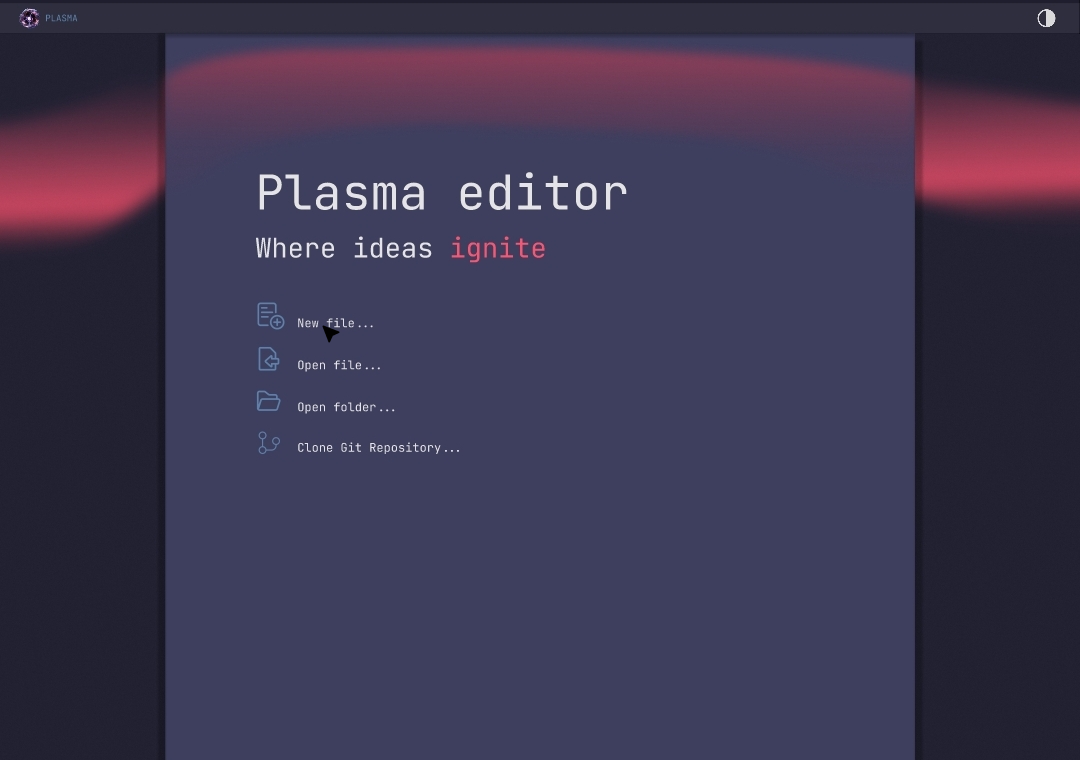 PLASMA
Plasma editor
Where ideas ignite
New file...
Open file...
Open folder...
Clone Git Repository...